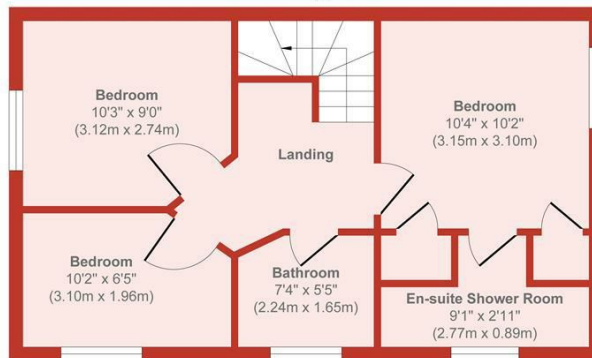 Bedroom
10'3" x 9'0"
(3.12m x 2.74m)
Bedroom
10'4" x 10'2"
(3.15m x 3.10m)
Landing
Bedroom
10'2" x 6'5"
(3.10m x 1.96m)
Bathroom
7'4" x 5'5"
(2.24m x 1.65m)
En-suite Shower Room
9'1" x 2'11"
(2.77m x 0.89m)